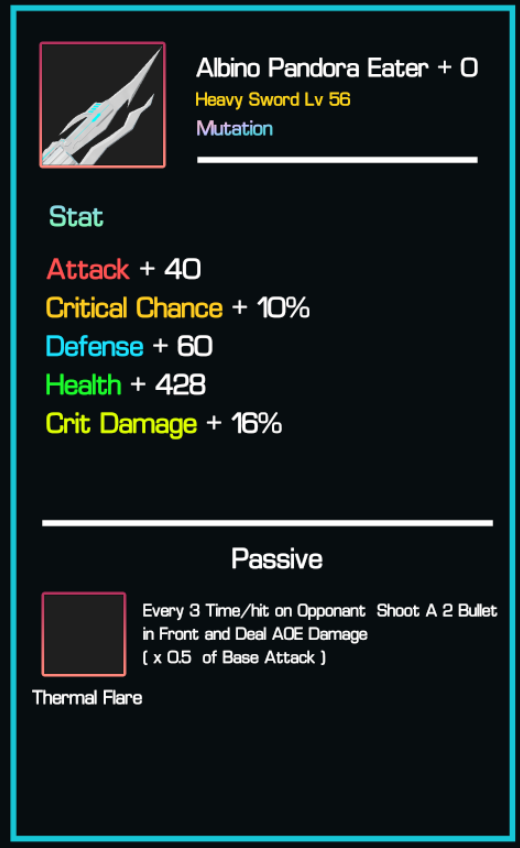 Albino Pandora Eater + 0
Heavy Sword Lv 56
Mutation
Stat
Attack + 40
Critical Chance + 10%
Defense + 60
Health + 428
Crit Damage + 16%
Passive
Every 3 Time/hit on Opponant Shoot A 2 Bullet
in Front and Deal AOE Damage
( x 0.5 of Base Attack )
Thermal Flare